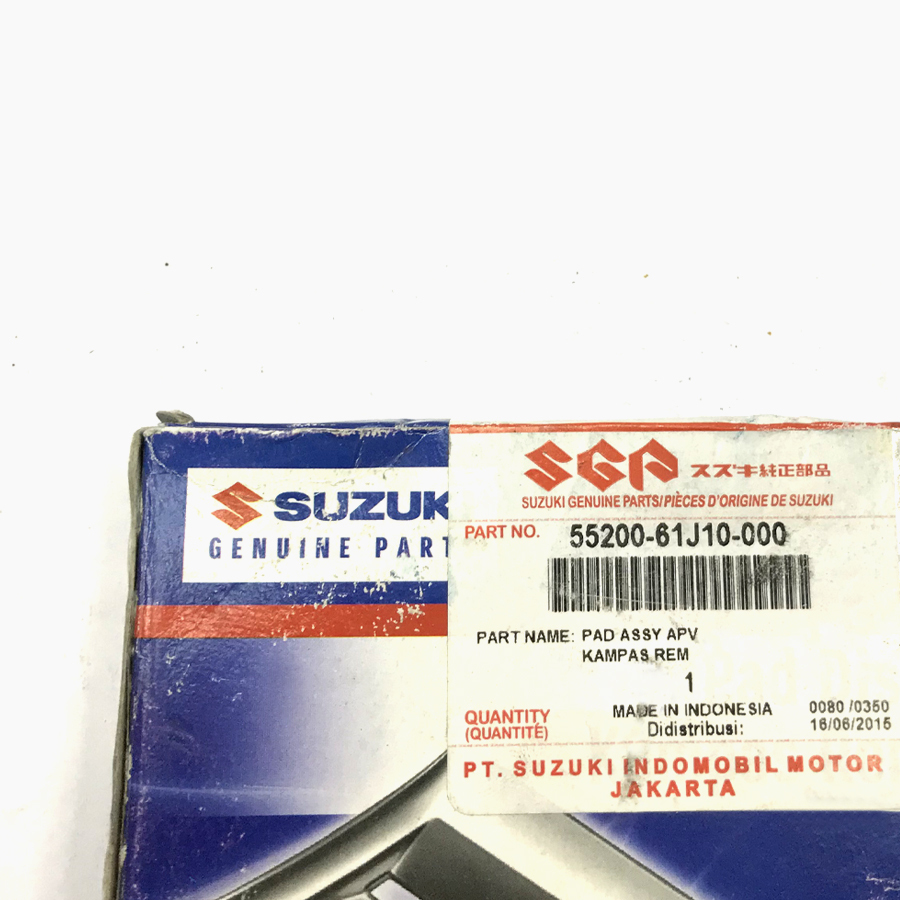 SUZUK
GENUINE PART
SGP スズキ純正部品
SUZUKI GENUINE PARTS/PIÈCES D'ORIGINE DE SUZUKI
PART NO. 55200-61J10-000
PART NAME: PAD ASSY APV
KAMPAS REM
1
QUANTITY
(QUANTITÉ)
MADE IN INDONESIA 0080 /0350
Didistribusi: 16/06/2015
PT. SUZUKI INDOMOBIL MOTOR
JAKARTA